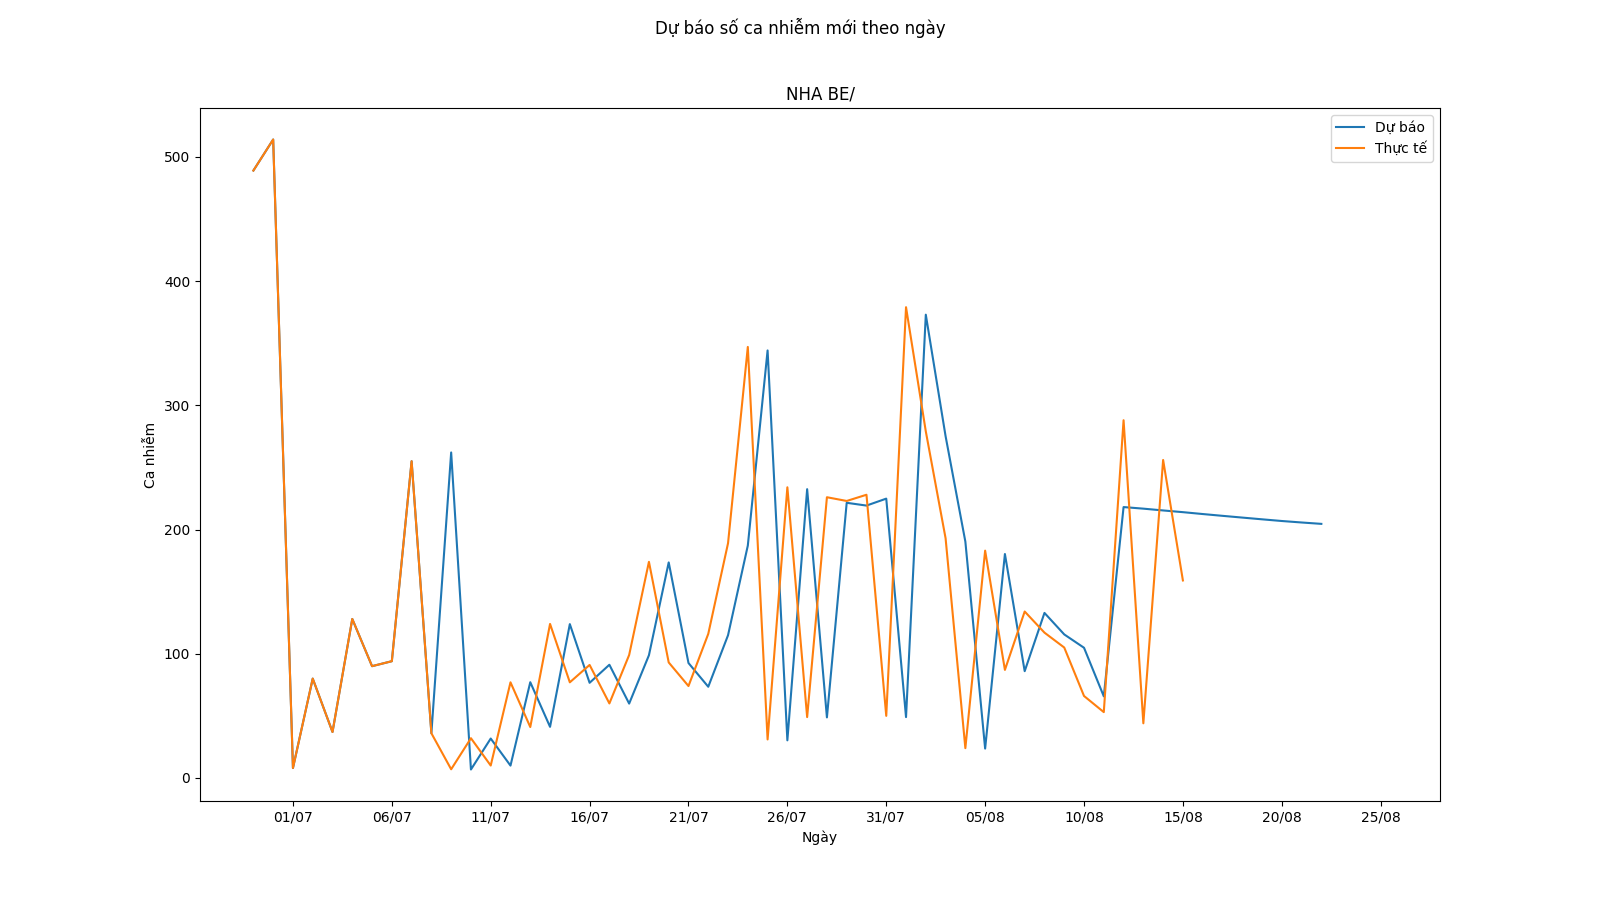 Dự báo số ca nhiễm mới theo ngày
NHA BE/
Dự báo
Thực tế
500
400
300
200
100
0
Ca nhiễm
01/07 06/07 11/07 16/07 21/07 26/07 31/07 05/08 10/08 15/08 20/08 25/08
Ngày